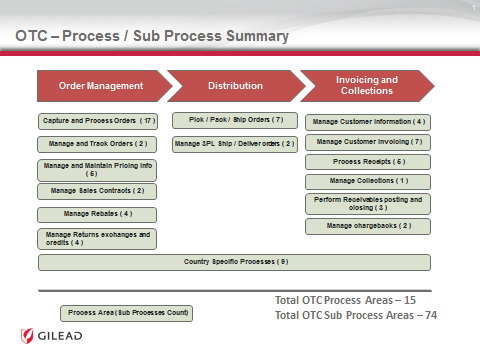 1
OTC – Process / Sub Process Summary
Order Management
Distribution
Invoicing and
Collections
Capture and Process Orders ( 17 )
Manage and Track Orders ( 2 )
Manage and Maintain Pricing info
( 6 )
Manage Sales Contracts ( 2 )
Manage Rebates ( 4 )
Manage Returns exchanges and
credits ( 4 )
Pick / Pack / Ship Orders ( 7 )
Manage 3PL Ship / Deliver orders ( 2 )
Manage Customer Information ( 4 )
Manage Customer Invoicing ( 7 )
Process Receipts ( 6 )
Manage Collections ( 1 )
Perform Receivables posting and
closing ( 3 )
Manage chargebacks ( 2 )
Country Specific Processes ( 9 )
Process Area (Sub Processes Count)
Total OTC Process Areas – 15
Total OTC Sub Process Areas – 74
GILEAD